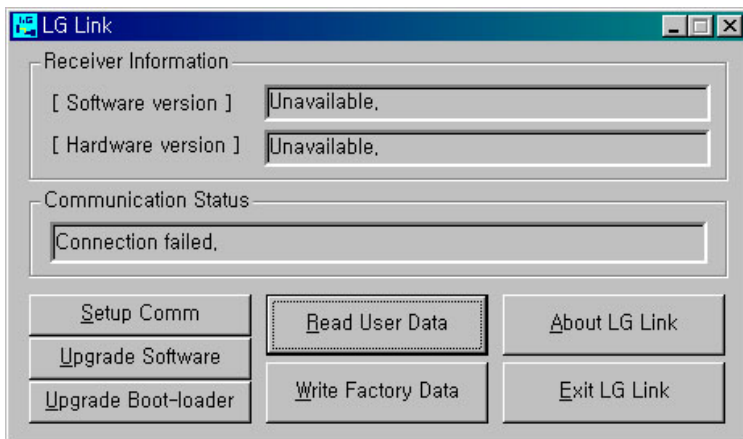 LG Link
Receiver Information
[ Software version ] Unavailable,
[ Hardware version ] Unavailable,
Communication Status
Connection failed,
Setup Comm
Read User Data
About LG Link
Upgrade Software
Upgrade Boot-loader
Write Factory Data
Exit LG Link